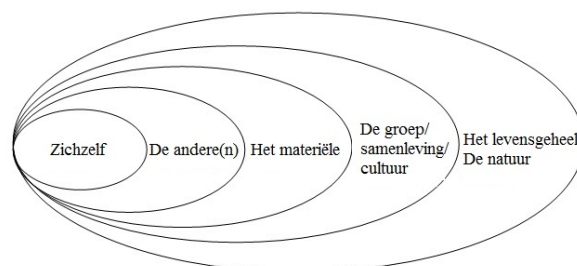 Zichzelf
De andere(n)
Het materiële
De groep/
samenleving/
cultuur
Het levensgeheel
De natuur